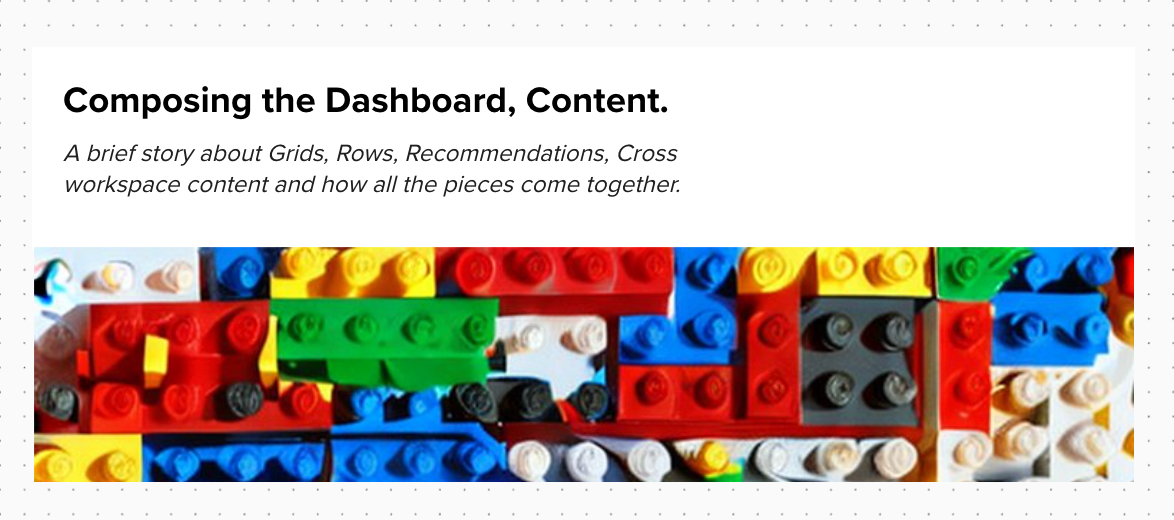 Composing the Dashboard, Content.
A brief story about Grids, Rows, Recommendations, Cross
workspace content and how all the pieces come together.